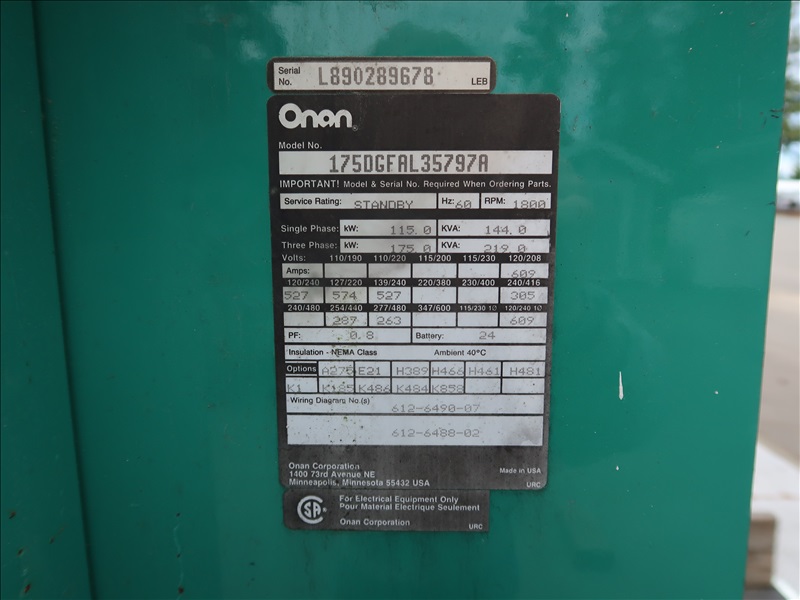 Serial No. L890289678 LEB
Onan
Model No.
175DGFAL35797A
IMPORTANT! Model & Serial No. Required When Ordering Parts.
Service Rating: STANDBY Hz: 60 RPM: 1800
Single Phase: kW: 115.0 KVA: 144.0
Three Phase: kW: 175.0 KVA: 219.0
Volts: 110/190 110/220 115/200 115/230 120/208
Amps: 609
120/240 127/220 139/240 220/380 230/400 240/416
527 574 527 305
240/480 254/440 277/480 347/600 115/230 1Ø 120/240 1Ø
287 263 609
PF: 0.8 Battery: 24
Insulation - NEMA Class Ambient 40°C
Options A275 E21 H389 H466 H461 H481
K1 K185 K486 K484 K858
Wiring Diagram No(s)
612-6490-07
612-6488-02
Onan Corporation
1400 73rd Avenue NE
Minneapolis, Minnesota 55432 USA
Made in USA
URC
CSA
For Electrical Equipment Only
Pour Material Electrique Seulement
Onan Corporation URC